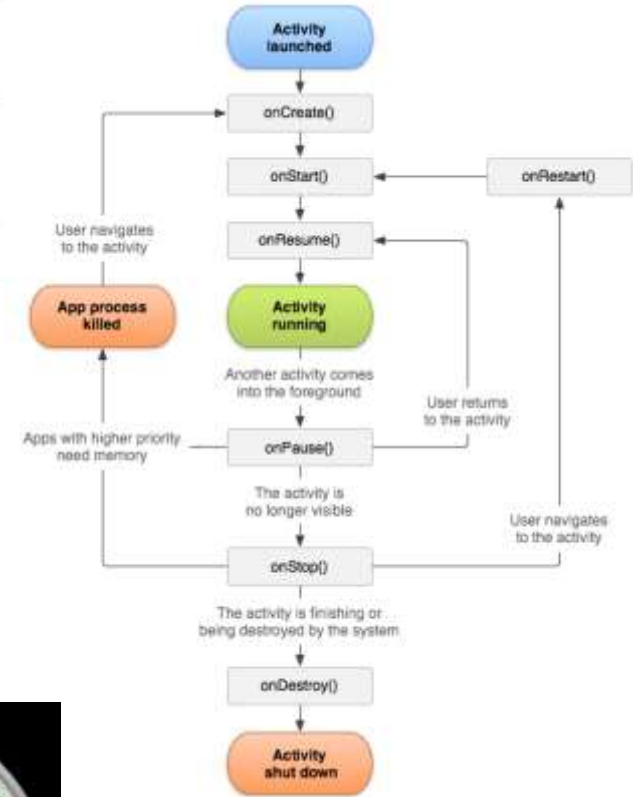 Activity
launched
onCreate()
onStart()
onRestart()
User navigates
to the activity
onResume()
App process
killed
Activity
running
Another activity comes
into the foreground
User returns
to the activity
Apps with higher priority
need memory
onPause()
The activity is
no longer visible
User navigates
to the activity
onStop()
The activity is finishing or
being destroyed by the system
onDestroy()
Activity
shut down